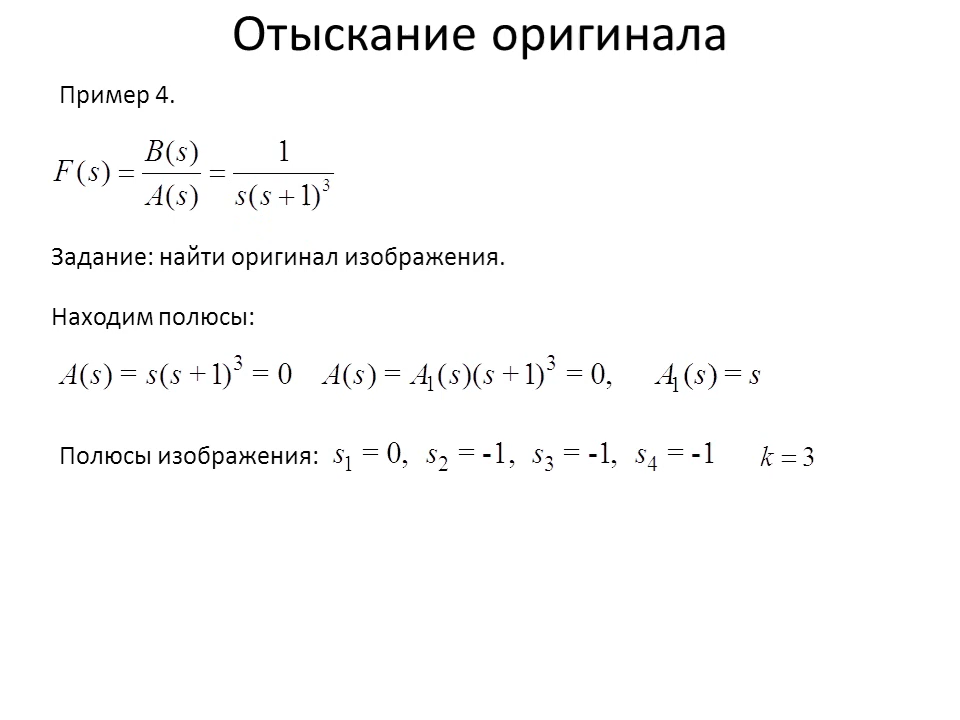 Отыскание оригинала
Пример 4.
F(s) = B(s)/A(s) = 1/(s(s+1)³)
Задание: найти оригинал изображения.
Находим полюсы:
A(s) = s(s+1)³ = 0   A(s) = A₁(s)(s+1)³ = 0,   A₁(s) = s
Полюсы изображения: s₁ = 0, s₂ = -1, s₃ = -1, s₄ = -1   k = 3